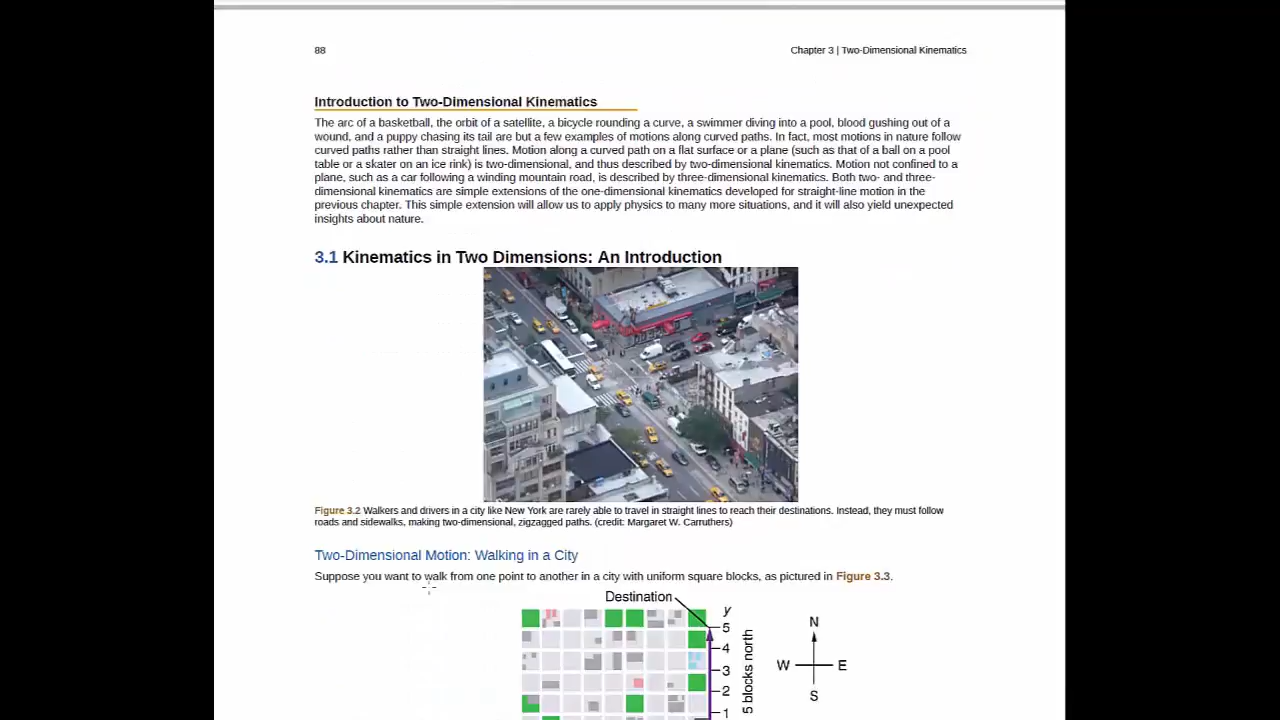 88
Chapter 3 | Two-Dimensional Kinematics
Introduction to Two-Dimensional Kinematics
The arc of a basketball, the orbit of a satellite, a bicycle rounding a curve, a swimmer diving into a pool, blood gushing out of a
wound, and a puppy chasing its tail are but a few examples of motions along curved paths. In fact, most motions in nature follow
curved paths rather than straight lines. Motion along a curved path on a flat surface or a plane (such as that of a ball on a pool
table or a skater on an ice rink) is two-dimensional, and thus described by two-dimensional kinematics. Motion not confined to a
plane, such as a car following a winding mountain road, is described by three-dimensional kinematics. Both two- and three-
dimensional kinematics are simple extensions of the one-dimensional kinematics developed for straight-line motion in the
previous chapter. This simple extension will allow us to apply physics to many more situations, and it will also yield unexpected
insights about nature.
3.1 Kinematics in Two Dimensions: An Introduction
Figure 3.2 Walkers and drivers in a city like New York are rarely able to travel in straight lines to reach their destinations. Instead, they must follow
roads and sidewalks, making two-dimensional, zigzagged paths. (credit: Margaret W. Carruthers)
Two-Dimensional Motion: Walking in a City
Suppose you want to walk from one point to another in a city with uniform square blocks, as pictured in Figure 3.3.
Destination
y
5
4
3
2
1
5 blocks north
N
W E
S